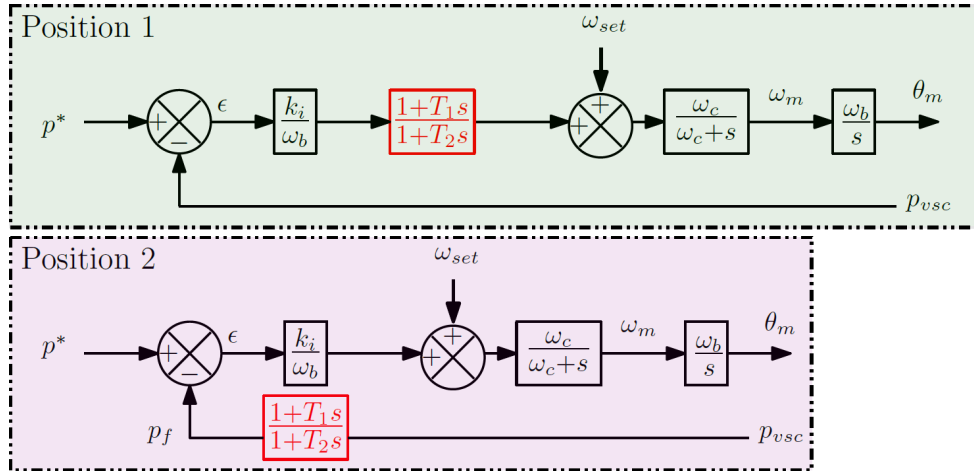 Position 1
ω_set
p* + − ϵ k_i/ω_b 1+T_1s/1+T_2s + + ω_c/ω_c+s ω_m ω_b/s θ_m
p_vsc
Position 2
ω_set
p* + − ϵ k_i/ω_b + + ω_c/ω_c+s ω_m ω_b/s θ_m
p_f 1+T_1s/1+T_2s p_vsc